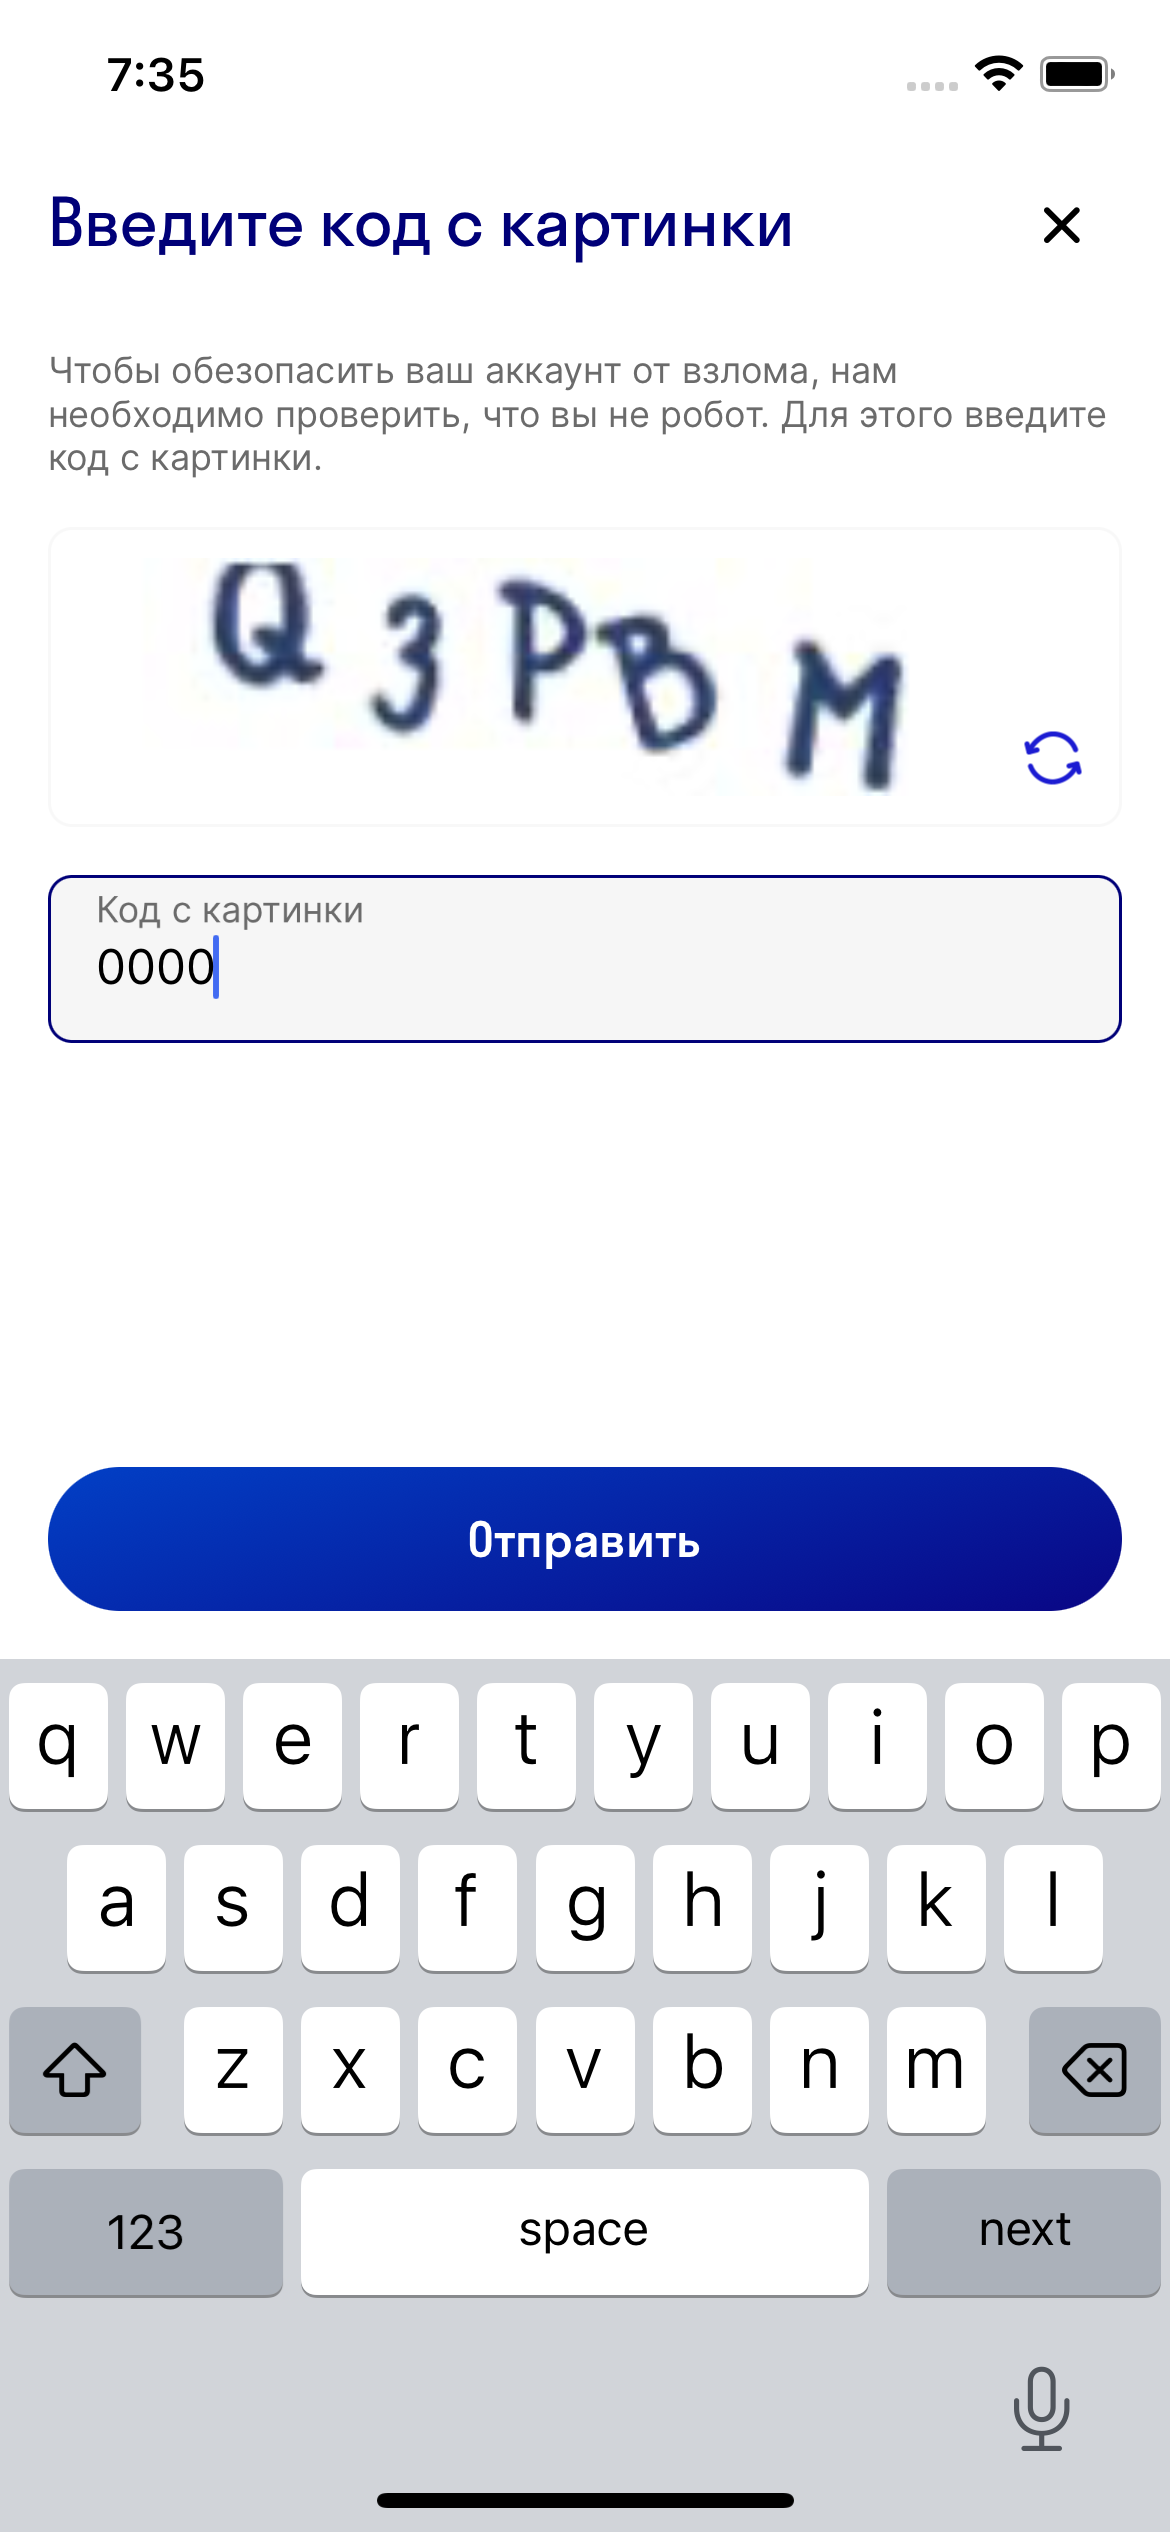 7:35
Введите код с картинки
Чтобы обезопасить ваш аккаунт от взлома, нам
необходимо проверить, что вы не робот. Для этого введите
код с картинки.
Q3PBM
Код с картинки
0000
Отправить
q w e r t y u i o p
a s d f g h j k l
z x c v b n m
123 space next